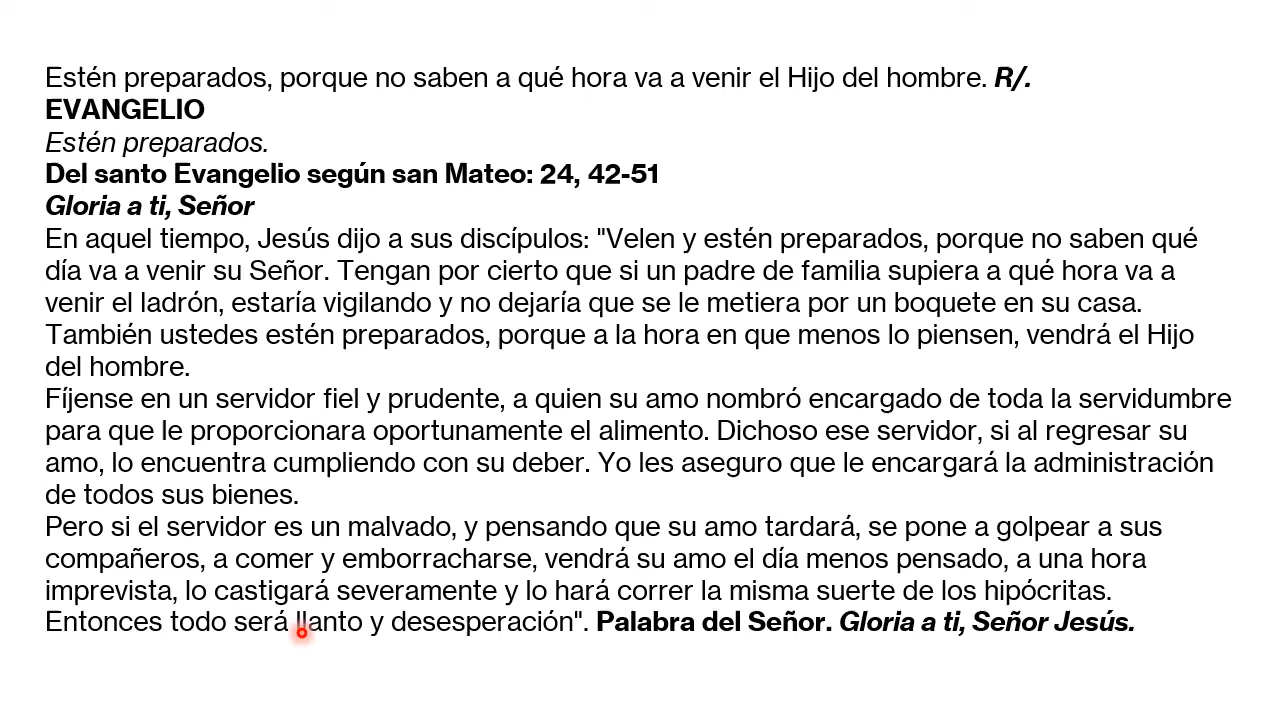 Estén preparados, porque no saben a qué hora va a venir el Hijo del hombre. R/.
EVANGELIO
Estén preparados.
Del santo Evangelio según san Mateo: 24, 42-51
Gloria a ti, Señor
En aquel tiempo, Jesús dijo a sus discípulos: "Velen y estén preparados, porque no saben qué
día va a venir su Señor. Tengan por cierto que si un padre de familia supiera a qué hora va a
venir el ladrón, estaría vigilando y no dejaría que se le metiera por un boquete en su casa.
También ustedes estén preparados, porque a la hora en que menos lo piensen, vendrá el Hijo
del hombre.
Fíjense en un servidor fiel y prudente, a quien su amo nombró encargado de toda la servidumbre
para que le proporcionara oportunamente el alimento. Dichoso ese servidor, si al regresar su
amo, lo encuentra cumpliendo con su deber. Yo les aseguro que le encargará la administración
de todos sus bienes.
Pero si el servidor es un malvado, y pensando que su amo tardará, se pone a golpear a sus
compañeros, a comer y emborracharse, vendrá su amo el día menos pensado, a una hora
imprevista, lo castigará severamente y lo hará correr la misma suerte de los hipócritas.
Entonces todo será llanto y desesperación". Palabra del Señor. Gloria a ti, Señor Jesús.